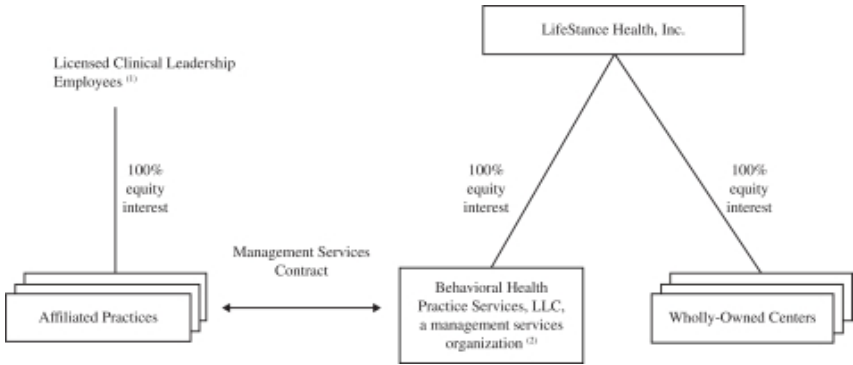 LifeStance Health, Inc.
Licensed Clinical Leadership
Employees (1)
100%
equity
interest
100%
equity
interest
100%
equity
interest
Management Services
Contract
Affiliated Practices
Behavioral Health
Practice Services, LLC,
a management services
organization (2)
Wholly-Owned Centers